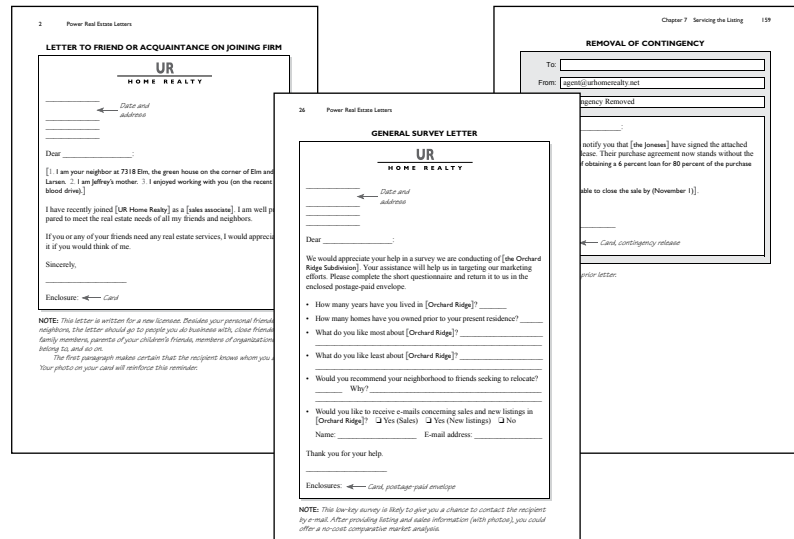 2 Power Real Estate Letters
LETTER TO FRIEND OR ACQUAINTANCE ON JOINING FIRM
UR
HOME REALTY
Date and
address
Dear ____________________:
[1. I am your neighbor at 7318 Elm, the green house on the corner of Elm and
Larsen. 2. I am Jeffrey's mother. 3. I enjoyed working with you (on the recent
blood drive).]
I have recently joined [UR Home Realty] as a [sales associate]. I am well
pared to meet the real estate needs of all my friends and neighbors.
If you or any of your friends need any real estate services, I would
it if you would think of me.
Sincerely,
Enclosure: Card
NOTE: This letter is written for a new licensee. Besides your personal
neighbors, the letter should go to people you do business with, close
family members, parents of your children's friends, members of
belong to, and so on.
The first paragraph makes certain that the recipient knows whom you
Your photo on your card will reinforce this reminder.
26 Power Real Estate Letters
GENERAL SURVEY LETTER
UR
HOME REALTY
Date and
address
Dear ____________________:
We would appreciate your help in a survey we are conducting of [the Orchard
Ridge Subdivision]. Your assistance will help us in targeting our marketing
efforts. Please complete the short questionnaire and return it to us in the
enclosed postage-paid envelope.
• How many years have you lived in [Orchard Ridge]? ________
• How many homes have you owned prior to your present residence? ______
• What do you like most about [Orchard Ridge]? ____________________
• What do you like least about [Orchard Ridge]? ____________________
• Would you recommend your neighborhood to friends seeking to relocate?
_______ Why? ____________________
• Would you like to receive e-mails concerning sales and new listings in
[Orchard Ridge]? ❏ Yes (Sales) ❏ Yes (New listings) ❏ No
Name: ____________________ E-mail address: ____________________
Thank you for your help.
Enclosures: Card, postage-paid envelope
NOTE: This low-key survey is likely to give you a chance to contact the recipient
by e-mail. After providing listing and sales information (with photos), you could
offer a no-cost comparative market analysis.
Chapter 7 Servicing the Listing 159
REMOVAL OF CONTINGENCY
To:
From: agent@urhomerealty.net
Removed
notify you that [the Joneses] have signed the attached
Their purchase agreement now stands without the
of obtaining a 6 percent loan for 80 percent of the purchase
able to close the sale by (November 1)].
Card, contingency release
prior letter.